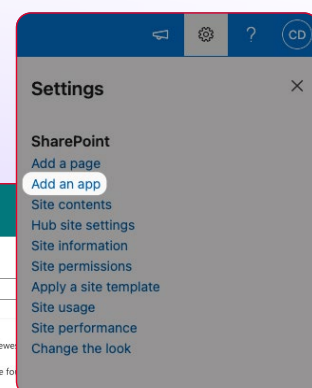 ?
CD
Settings
SharePoint
Add a page
Add an app
Site contents
Hub site settings
Site information
Site permissions
Apply a site template
Site usage
Site performance
Change the look